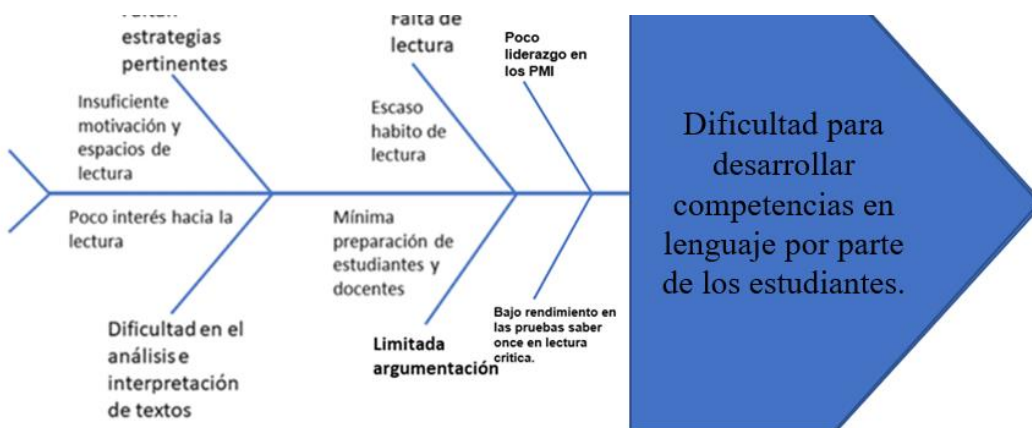 estrategias
pertinentes
Falta de
lectura
Poco
liderazgo en
los PMI
Insuficiente
motivación y
espacios de
lectura
Escaso
habito de
lectura
Poco interés hacia la
lectura
Mínima
preparación de
estudiantes y
docentes
Dificultad en el
análisis e
interpretación
de textos
Limitada
argumentación
Bajo rendimiento en
las pruebas saber
once en lectura
critica.
Dificultad para
desarrollar
competencias en
lenguaje por parte
de los estudiantes.